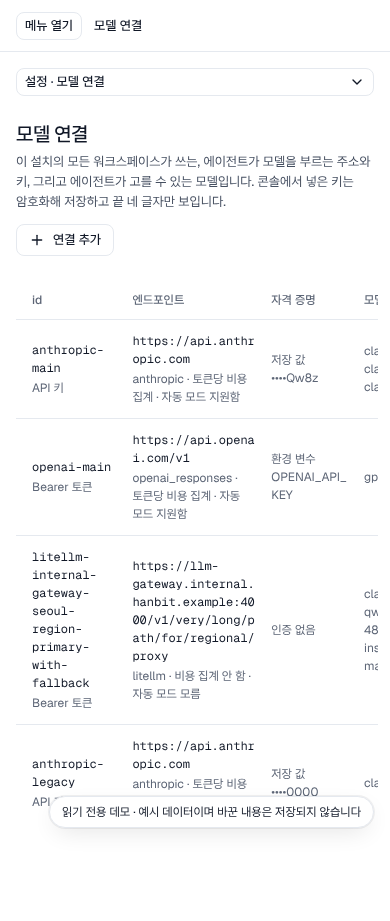 메뉴 열기
모델 연결
설정 · 모델 연결
모델 연결
이 설치의 모든 워크스페이스가 쓰는, 에이전트가 모델을 부르는 주소와
키, 그리고 에이전트가 고를 수 있는 모델입니다. 콘솔에서 넣은 키는
암호화해 저장하고 끝 네 글자만 보입니다.
연결 추가
id
엔드포인트
자격 증명
anthropic-
main
API 키
https://api.anthr
opic.com
anthropic · 토큰당 비용
집계 · 자동 모드 지원함
저장 값
••••Qw8z
openai-main
Bearer 토큰
https://api.opena
i.com/v1
openai_responses ·
토큰당 비용 집계 · 자동
모드 지원함
환경 변수
OPENAI_API_
KEY
litellm-
internal-
gateway-
seoul-
region-
primary-
with-
fallback
Bearer 토큰
https://llm-
gateway.internal.
hanbit.example:40
00/v1/very/long/p
ath/for/regional/
proxy
litellm · 비용 집계 안 함 ·
자동 모드 모름
인증 없음
anthropic-
legacy
API
https://api.anthr
opic.com
anthropic · 토큰당 비용
저장 값
••••0000
읽기 전용 데모 · 예시 데이터이며 바꾼 내용은 저장되지 않습니다